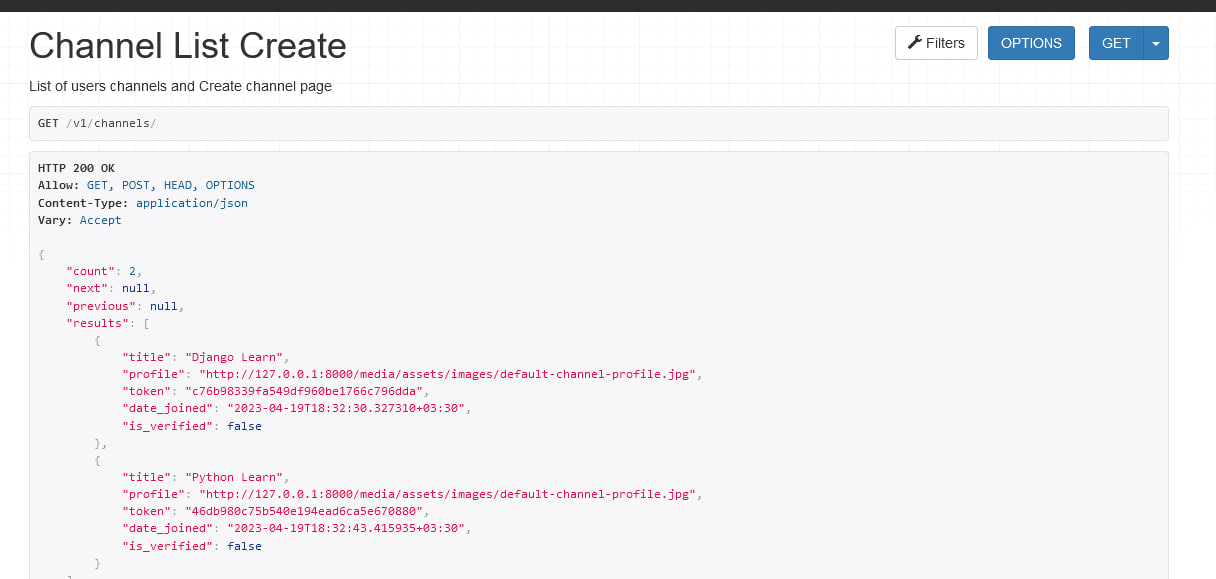 Channel List Create
Filters
OPTIONS
GET
List of users channels and Create channel page
GET /v1/channels/
HTTP 200 OK
Allow: GET, POST, HEAD, OPTIONS
Content-Type: application/json
Vary: Accept
{
    "count": 2,
    "next": null,
    "previous": null,
    "results": [
        {
            "title": "Django Learn",
            "profile": "http://127.0.0.1:8000/media/assets/images/default-channel-profile.jpg",
            "token": "c76b98339fa549df960be1766c796dda",
            "date_joined": "2023-04-19T18:32:30.327310+03:30",
            "is_verified": false
        },
        {
            "title": "Python Learn",
            "profile": "http://127.0.0.1:8000/media/assets/images/default-channel-profile.jpg",
            "token": "46db980c75b540e194ead6ca5e670880",
            "date_joined": "2023-04-19T18:32:43.415935+03:30",
            "is_verified": false
        }